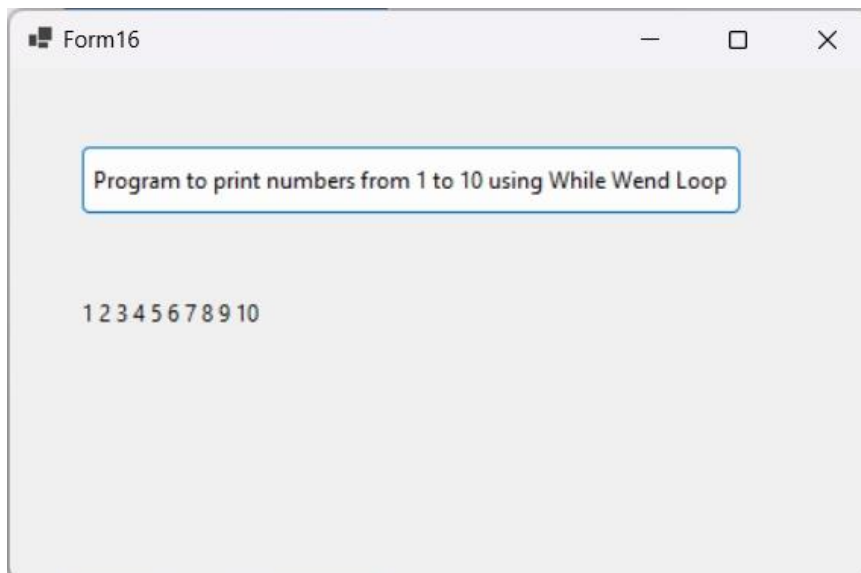 Form16
Program to print numbers from 1 to 10 using While Wend Loop
1 2 3 4 5 6 7 8 9 10